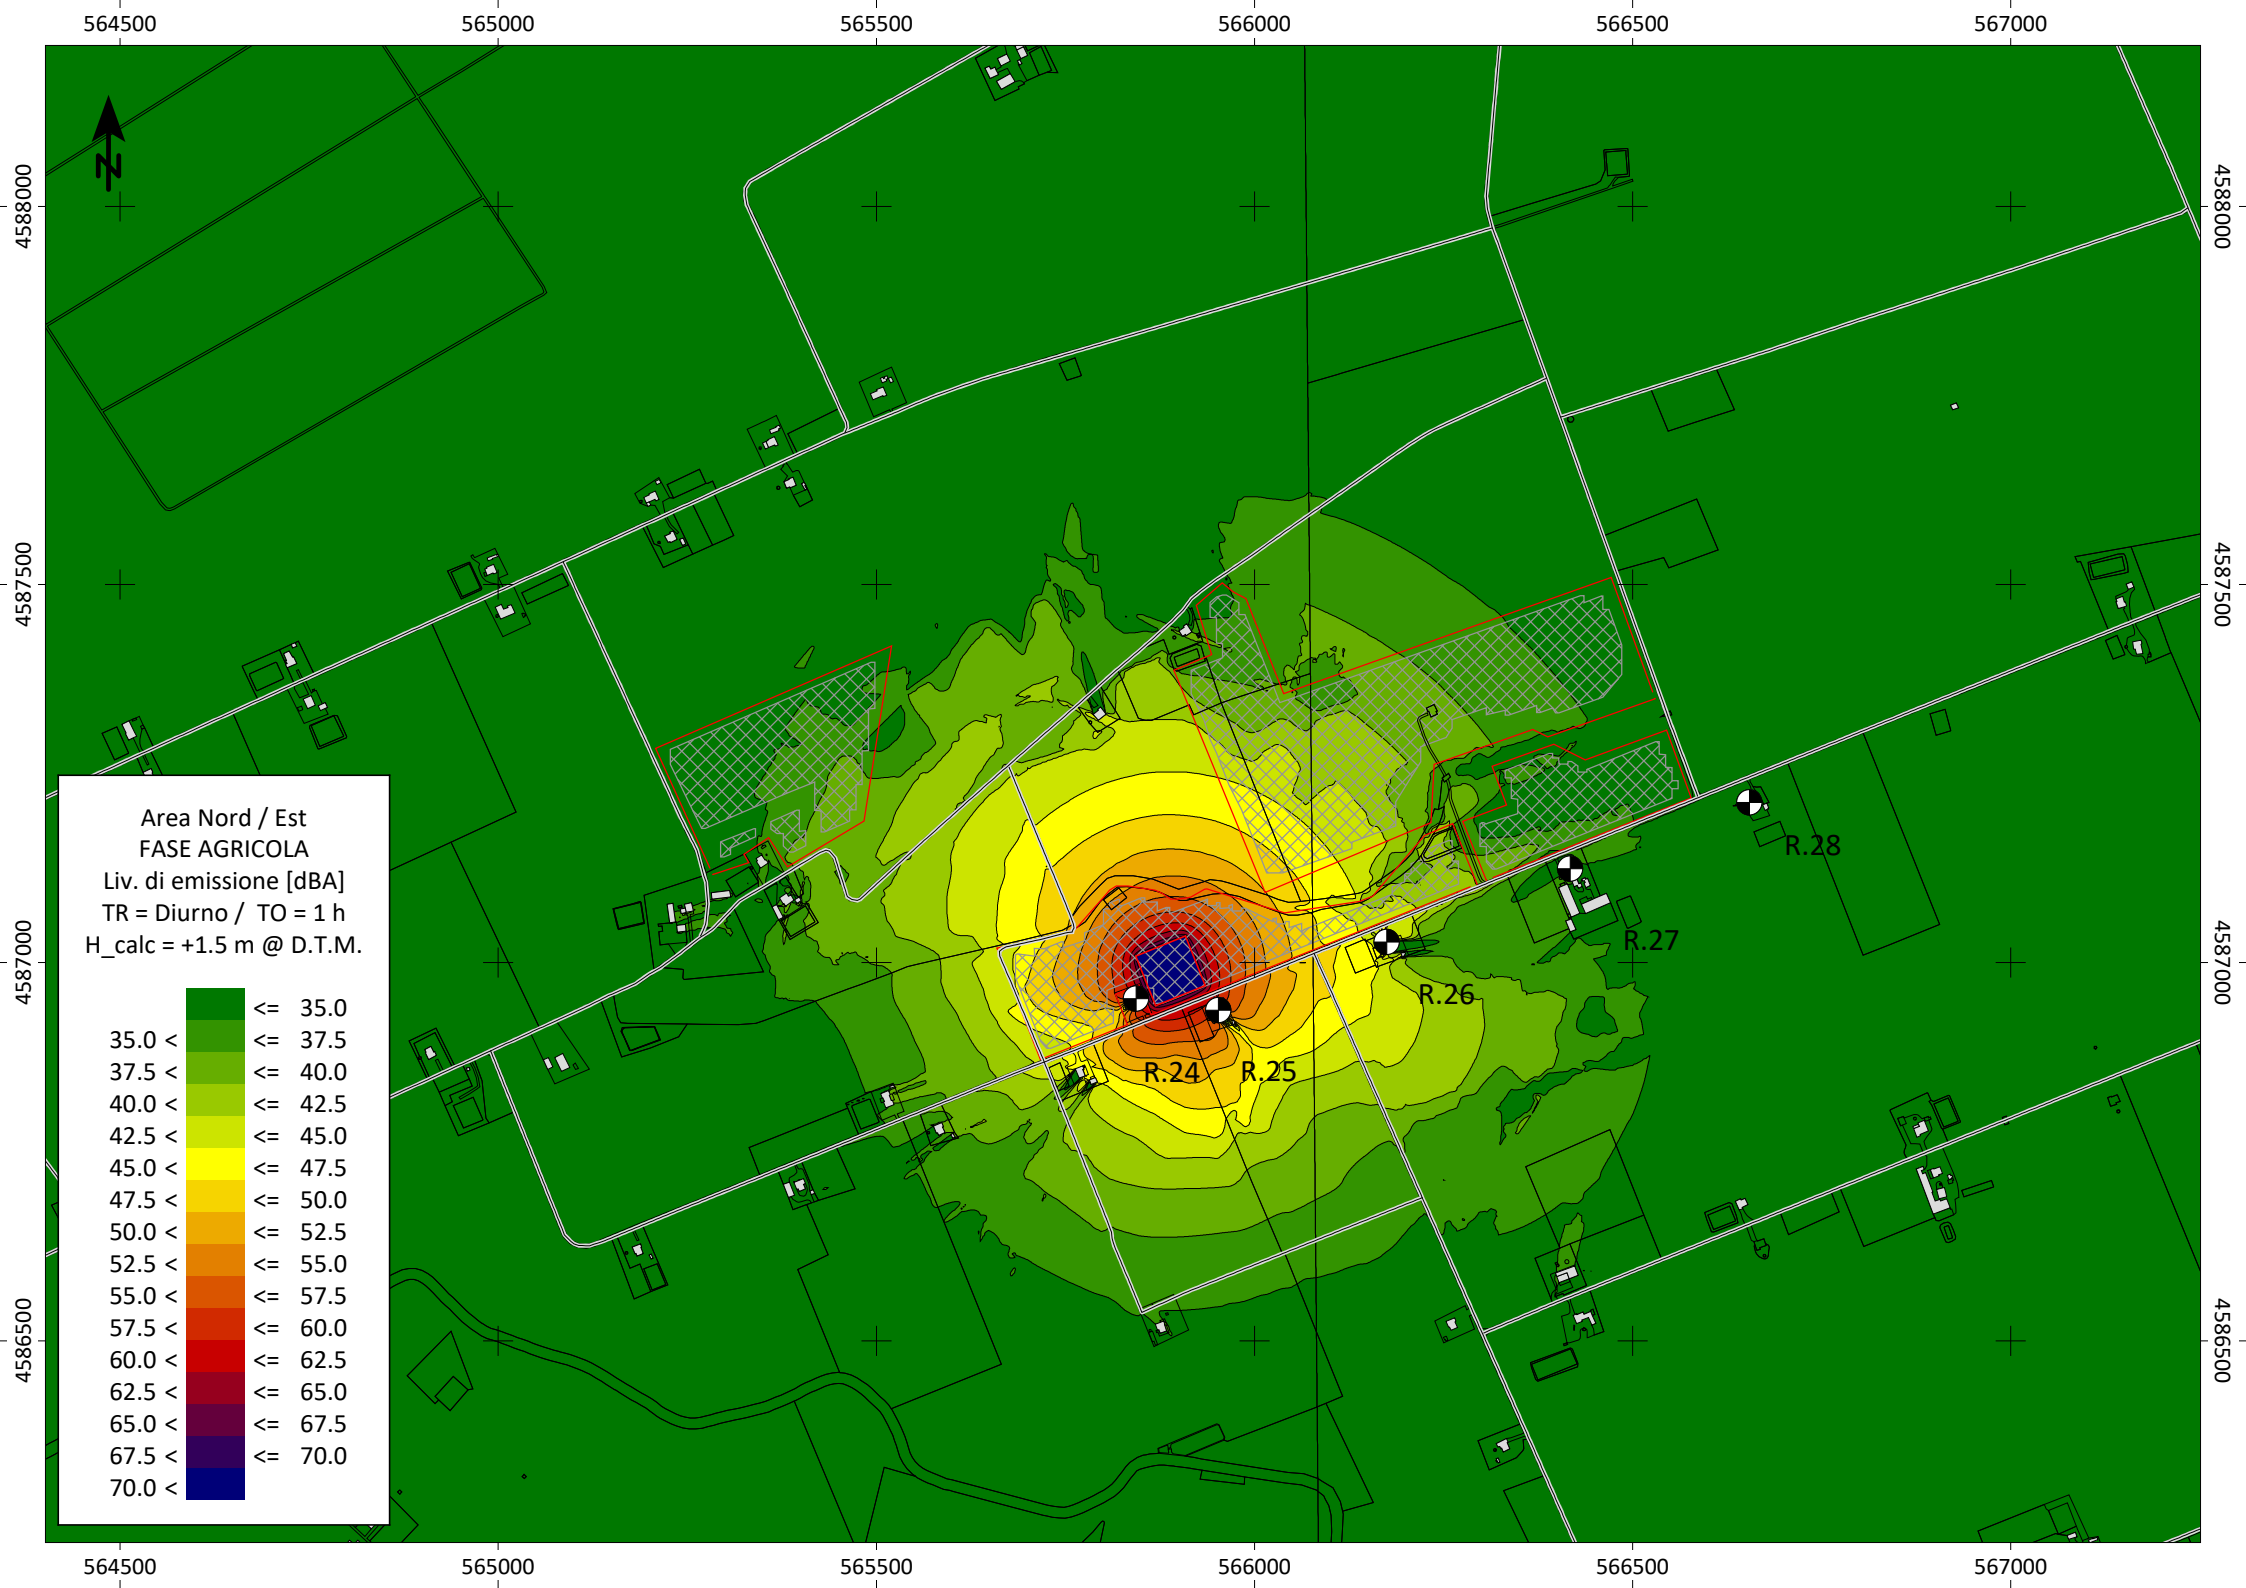 564500 565000 565500 566000 566500 567000
N
4588000 4588000
4587500 4587500
Area Nord / Est
FASE AGRICOLA
Liv. di emissione [dBA]
TR = Diurno / TO = 1 h
H_calc = +1.5 m @ D.T.M.
<= 35.0
35.0 < <= 37.5
37.5 < <= 40.0
40.0 < <= 42.5
42.5 < <= 45.0
45.0 < <= 47.5
47.5 < <= 50.0
50.0 < <= 52.5
52.5 < <= 55.0
55.0 < <= 57.5
57.5 < <= 60.0
60.0 < <= 62.5
62.5 < <= 65.0
65.0 < <= 67.5
67.5 < <= 70.0
70.0 <
R.28
R.27
R.26
R.24 R.25
4587000 4587000
4586500 4586500
564500 565000 565500 566000 566500 567000